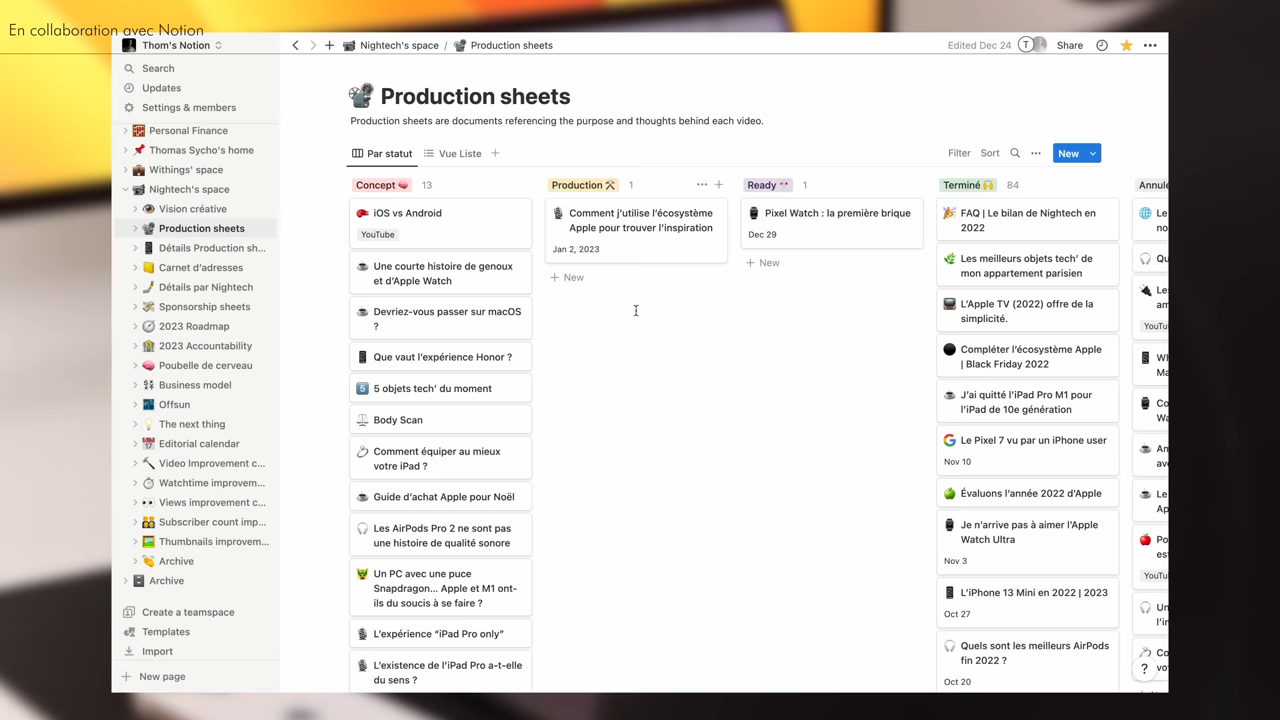 En collaboration avec Notion
Thom's Notion
Nightech's space / Production sheets
Edited Dec 24
T
Share
Search
Updates
Settings & members
Personal Finance
Thomas Sycho's home
Withings' space
Nightech's space
Vision créative
Production sheets
Détails Production sh...
Carnet d'adresses
Détails par Nightech
Sponsorship sheets
2023 Roadmap
2023 Accountability
Poubelle de cerveau
Business model
Offsun
The next thing
Editorial calendar
Video Improvement c...
Watchtime improvem...
Views improvement c...
Subscriber count imp...
Thumbnails improvem...
Archive
Archive
Create a teamspace
Templates
Import
New page
Production sheets
Production sheets are documents referencing the purpose and thoughts behind each video.
Par statut
Vue Liste
Filter
Sort
New
Concept 13
iOS vs Android
YouTube
Une courte histoire de genoux
et d'Apple Watch
Devriez-vous passer sur macOS
?
Que vaut l'expérience Honor ?
5 objets tech' du moment
Body Scan
Comment équiper au mieux
votre iPad ?
Guide d'achat Apple pour Noël
Les AirPods Pro 2 ne sont pas
une histoire de qualité sonore
Un PC avec une puce
Snapdragon... Apple et M1 ont-
ils du soucis à se faire ?
L'expérience "iPad Pro only"
L'existence de l'iPad Pro a-t-elle
du sens ?
Production 1
Comment j'utilise l'écosystème
Apple pour trouver l'inspiration
Jan 2, 2023
New
Ready 1
Pixel Watch : la première brique
Dec 29
New
Terminé 84
FAQ | Le bilan de Nightech en
2022
Les meilleurs objets tech' de
mon appartement parisien
L'Apple TV (2022) offre de la
simplicité.
Compléter l'écosystème Apple
| Black Friday 2022
J'ai quitté l'iPad Pro M1 pour
l'iPad de 10e génération
Le Pixel 7 vu par un iPhone user
Nov 10
Évaluons l'année 2022 d'Apple
Je n'arrive pas à aimer l'Apple
Watch Ultra
Nov 3
L'iPhone 13 Mini en 2022 | 2023
Oct 27
Quels sont les meilleurs AirPods
fin 2022 ?
Oct 20
Annulé
Le
Qu
Le
YouTu
Co
Le
Po
YouTu
Un
Co
?